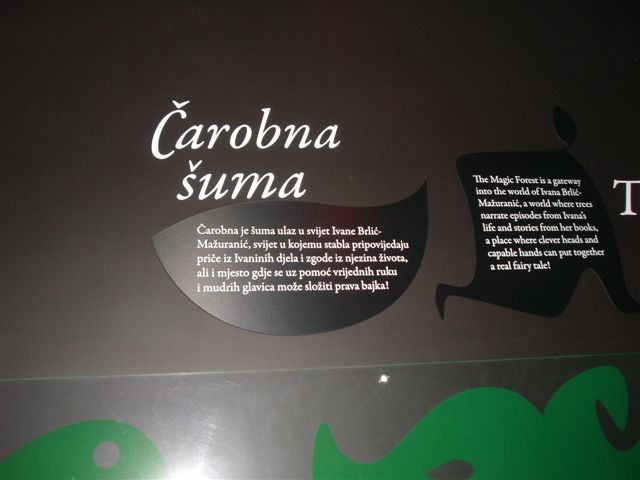 Čarobna
šuma
Čarobna je šuma ulaz u svijet Ivane Brlić-
Mažuranić, svijet u kojemu stabla pripovijedaju
priče iz Ivaninih djela i zgode iz njezina života,
ali i mjesto gdje se uz pomoć vrijednih ruku
i mudrih glavica može složiti prava bajka!
The Magic Forest is a gateway
into the world of Ivana Brlić-
Mažuranić, a world where trees
narrate episodes from Ivana's
life and stories from her books,
a place where clever heads and
capable hands can put together
a real fairy tale!
T